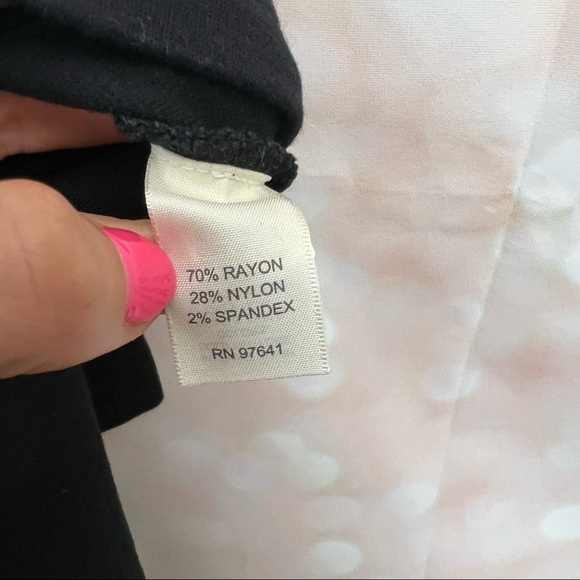 70% RAYON
28% NYLON
2% SPANDEX
RN 97641